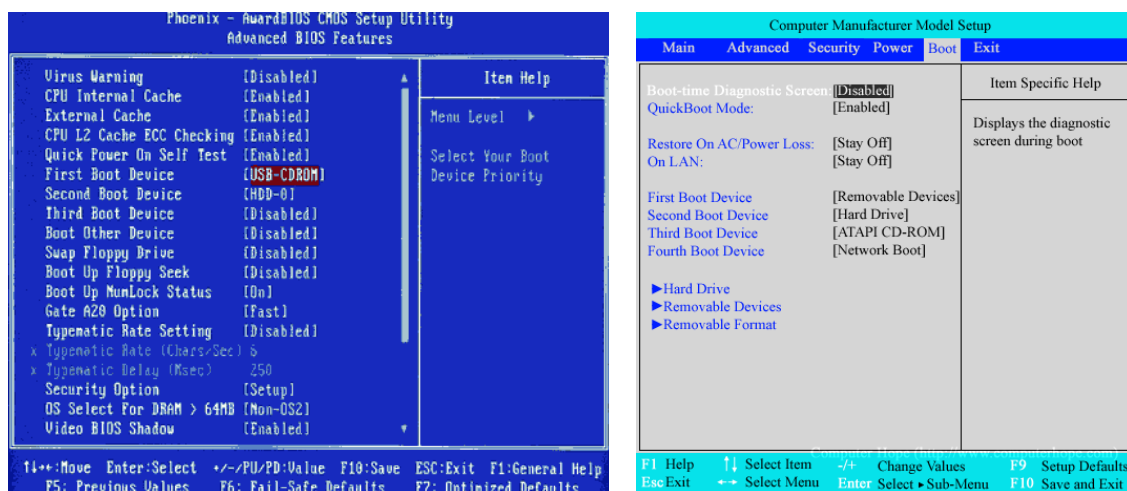 Phoenix - AwardBIOS CMOS Setup Utility
Advanced BIOS Features
Virus Warning [Disabled]
CPU Internal Cache [Enabled]
External Cache [Enabled]
CPU L2 Cache ECC Checking [Enabled]
Quick Power On Self Test [Enabled]
First Boot Device [USB-CDROM]
Second Boot Device [HDD-0]
Third Boot Device [Disabled]
Boot Other Device [Disabled]
Swap Floppy Drive [Disabled]
Boot Up Floppy Seek [Disabled]
Boot Up NumLock Status [On]
Gate A20 Option [Fast]
Typematic Rate Setting [Disabled]
x Typematic Rate (Chars/Sec) 6
x Typematic Delay (Msec) 250
Security Option [Setup]
OS Select For DRAM > 64MB [Non-OS2]
Video BIOS Shadow [Enabled]
Item Help
Menu Level ▶
Select Your Boot
Device Priority
↑↓→←:Move Enter:Select +/-/PU/PD:Value F10:Save ESC:Exit F1:General Help
F5: Previous Values F6: Fail-Safe Defaults F7: Optimized Defaults
Computer Manufacturer Model Setup
Main Advanced Security Power Boot Exit
Boot-time Diagnostic Screen: [Disabled]
QuickBoot Mode: [Enabled]
Restore On AC/Power Loss: [Stay Off]
On LAN: [Stay Off]
First Boot Device [Removable Devices]
Second Boot Device [Hard Drive]
Third Boot Device [ATAPI CD-ROM]
Fourth Boot Device [Network Boot]
▶Hard Drive
▶Removable Devices
▶Removable Format
Item Specific Help
Displays the diagnostic
screen during boot
Computer Hope (http://www.computerhope.com)
F1 Help ↑↓ Select Item -/+ Change Values F9 Setup Defaults
Esc Exit ←→ Select Menu Enter Select ▸ Sub-Menu F10 Save and Exit